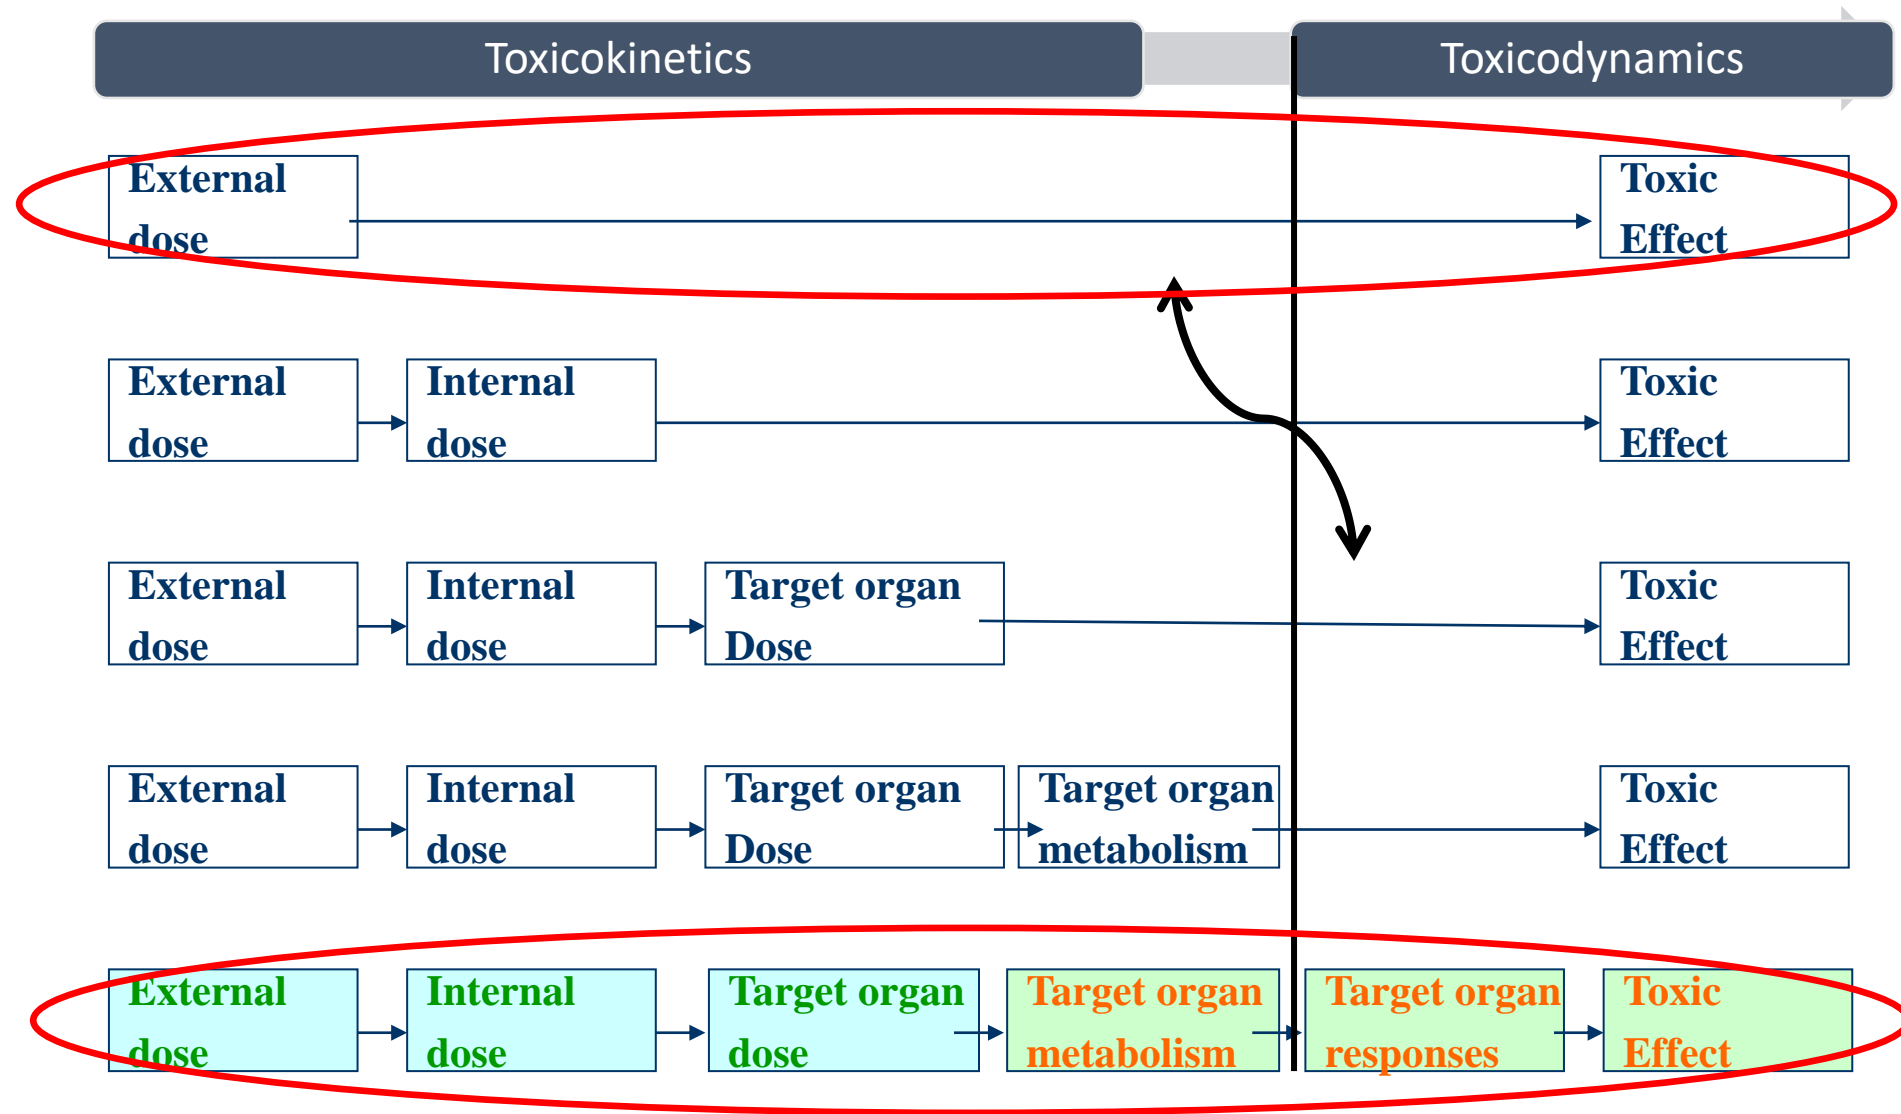 Toxicokinetics
Toxicodynamics
External
dose
Toxic
Effect
External
dose
Internal
dose
Toxic
Effect
External
dose
Internal
dose
Target organ
Dose
Toxic
Effect
External
dose
Internal
dose
Target organ
Dose
Target organ
metabolism
Toxic
Effect
External
dose
Internal
dose
Target organ
dose
Target organ
metabolism
Target organ
responses
Toxic
Effect